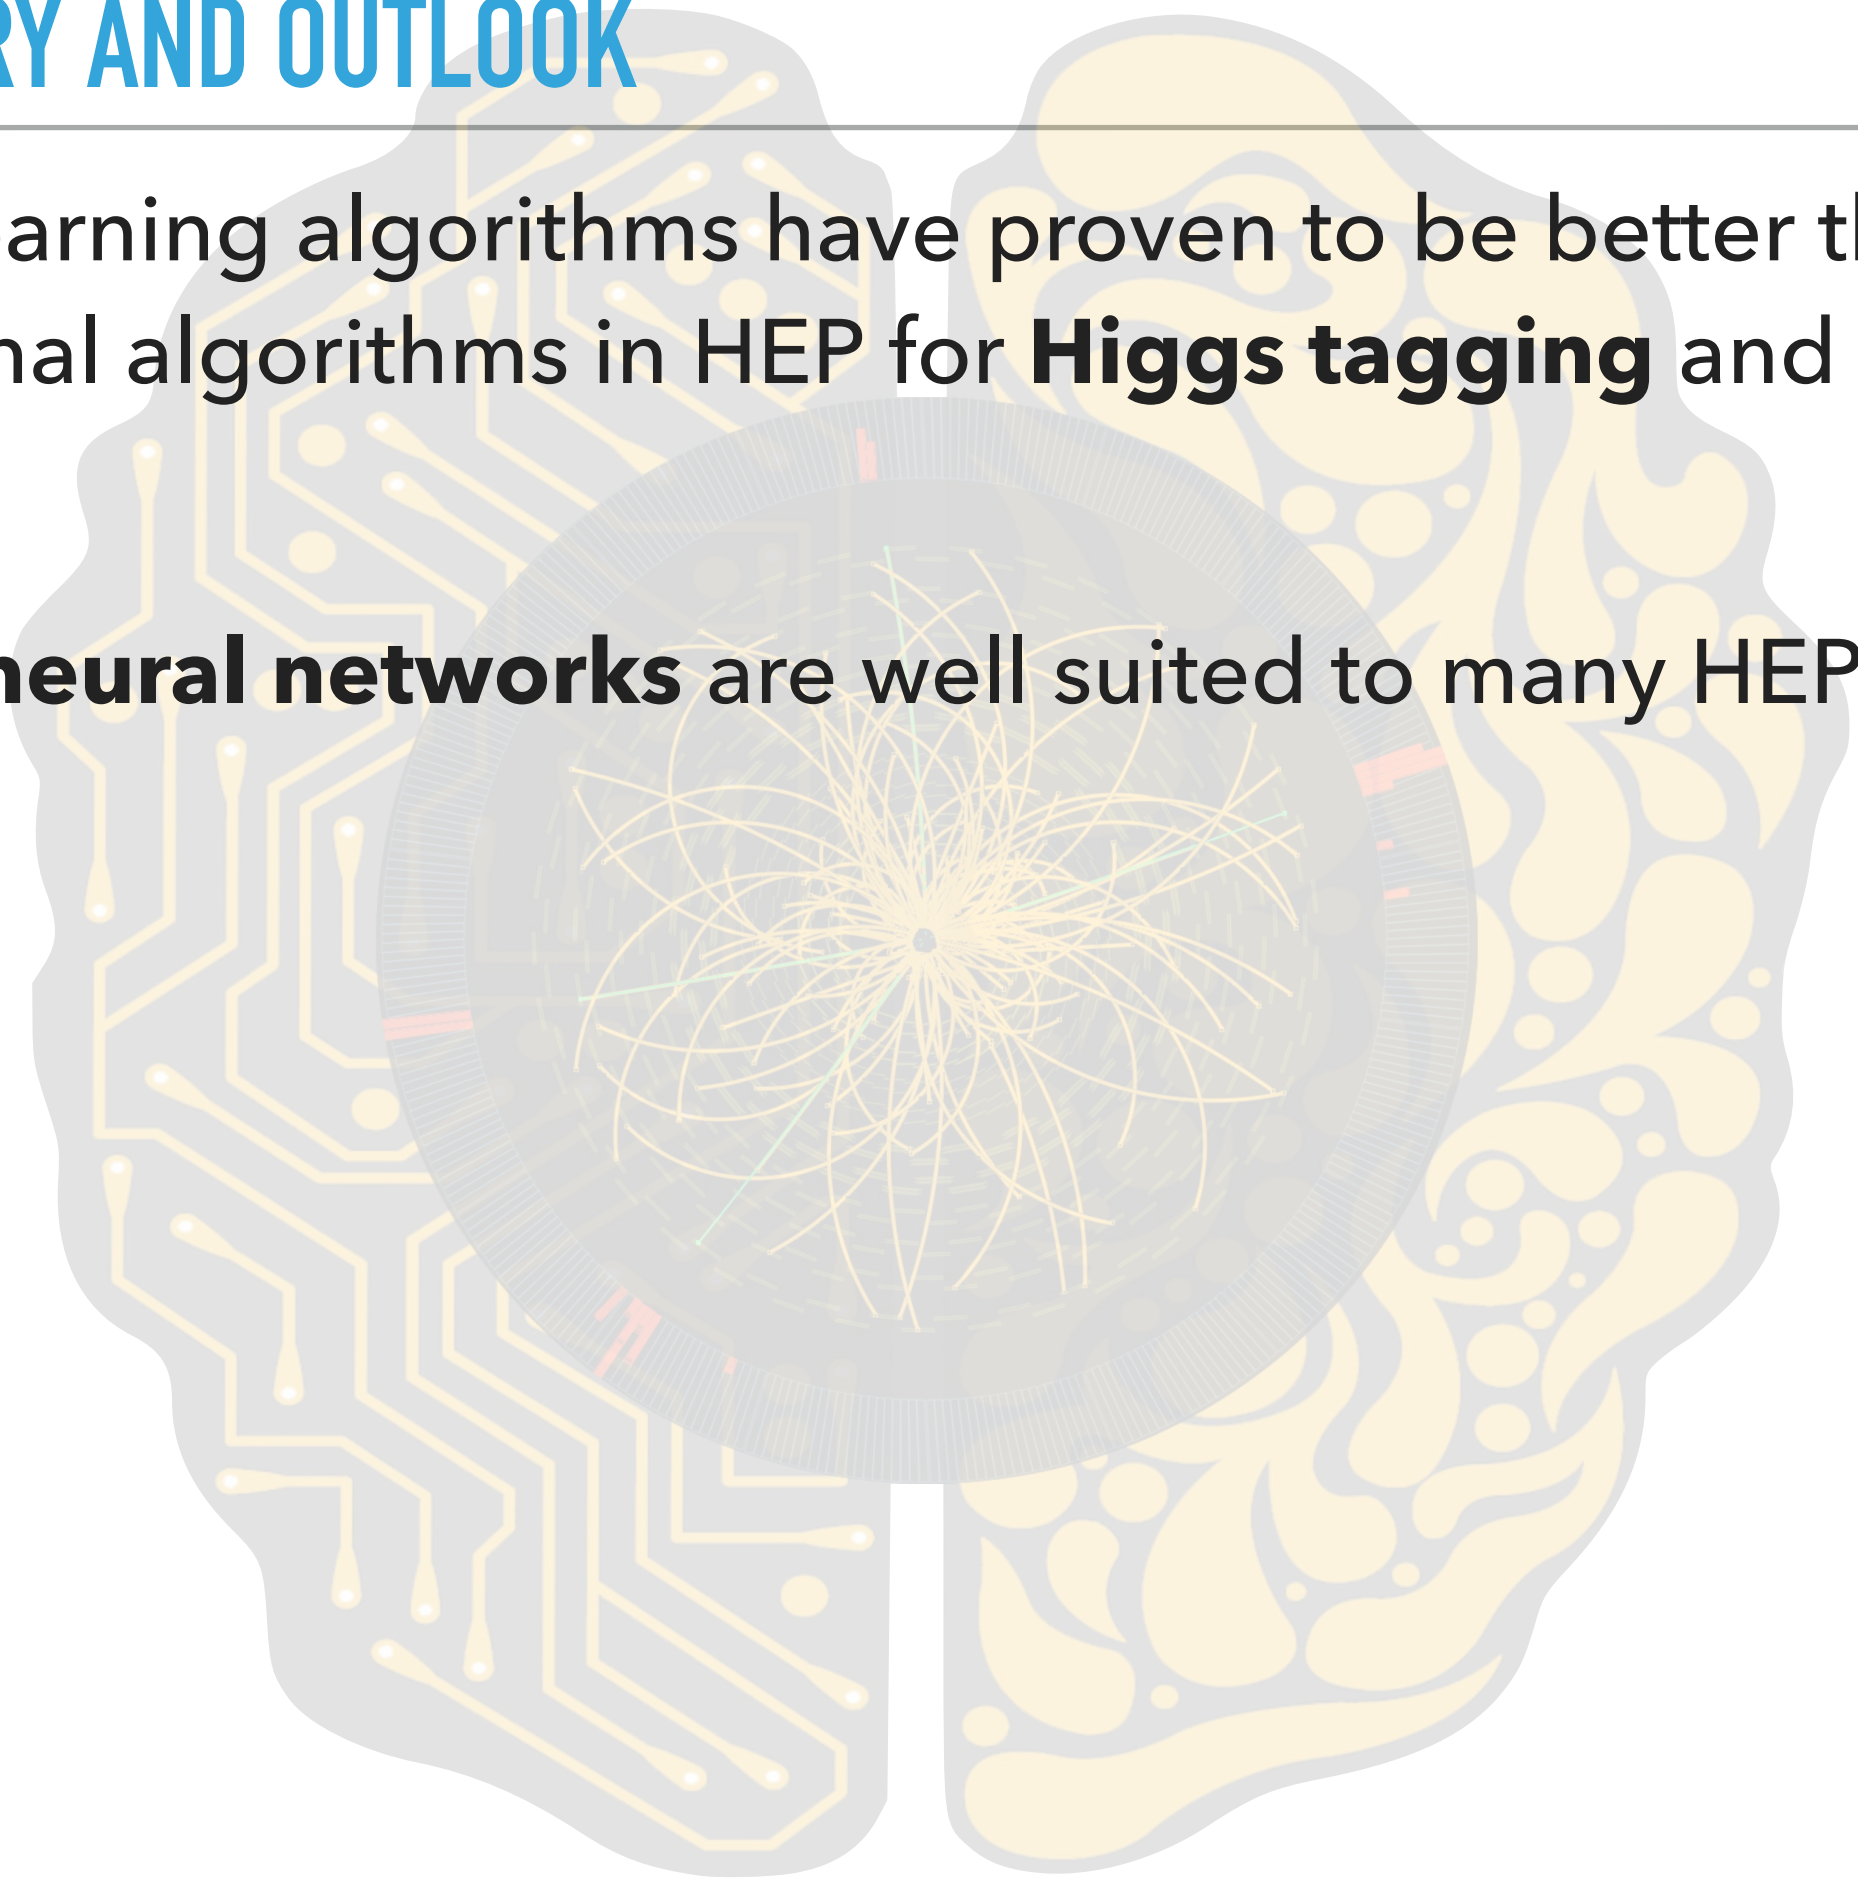 RY AND OUTLOOK
arning algorithms have proven to be better th
nal algorithms in HEP for Higgs tagging and
neural networks are well suited to many HEP